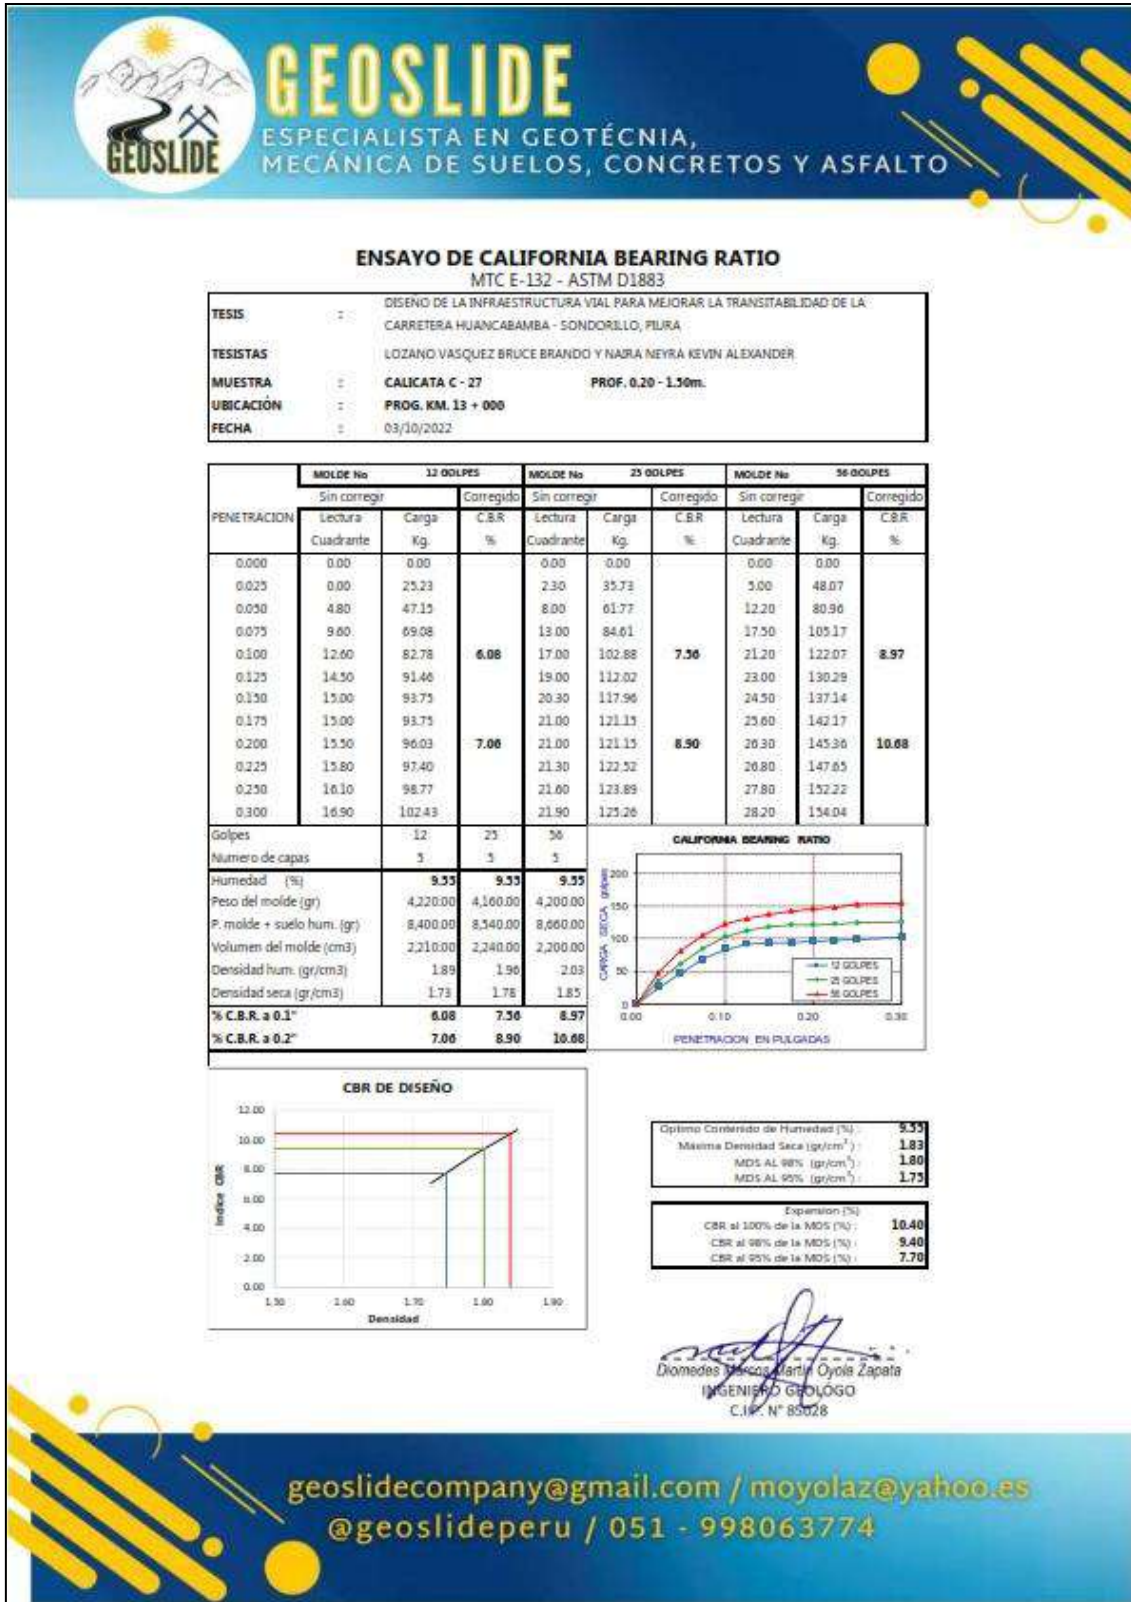 GEOSLIDE
GEOSLIDE
ESPECIALISTA EN GEOTÉCNIA,
MECÁNICA DE SUELOS, CONCRETOS Y ASFALTO
ENSAYO DE CALIFORNIA BEARING RATIO
MTC E-132 - ASTM D1883
TESIS : DISEÑO DE LA INFRAESTRUCTURA VIAL PARA MEJORAR LA TRANSITABILIDAD DE LA
CARRETERA HUANCABAMBA - SONDORILLO, PIURA
TESISTAS LOZANO VASQUEZ BRUCE BRANDO Y NAIRA NEYRA KEVIN ALEXANDER
MUESTRA : CALICATA C - 27 PROF. 0.20 - 1.50m.
UBICACIÓN : PROG. KM. 13 + 000
FECHA : 03/10/2022
MOLDE No 12 GOLPES MOLDE No 25 GOLPES MOLDE No 56 GOLPES
Sin corregir Corregido Sin corregir Corregido Sin corregir Corregido
PENETRACION Lectura Carga C.B.R Lectura Carga C.B.R Lectura Carga C.B.R
Cuadrante Kg. % Cuadrante Kg. % Cuadrante Kg. %
0.000 0.00 0.00 0.00 0.00 0.00 0.00
0.025 0.00 25.23 2.30 35.73 5.00 48.07
0.050 4.80 47.15 8.00 61.77 12.20 80.96
0.075 9.60 69.08 13.00 84.61 17.50 105.17
0.100 12.60 82.78 6.08 17.00 102.88 7.56 21.20 122.07 8.97
0.125 14.50 91.46 19.00 112.02 23.00 130.29
0.150 15.00 93.75 20.30 117.96 24.50 137.14
0.175 15.00 93.75 21.00 121.15 25.60 142.17
0.200 15.50 96.03 7.06 21.00 121.15 8.90 26.30 145.36 10.68
0.225 15.80 97.40 21.30 122.52 26.80 147.65
0.250 16.10 98.77 21.60 123.89 27.80 152.22
0.300 16.90 102.43 21.90 125.26 28.20 154.04
Golpes 12 25 56
Numero de capas 5 5 5
Humedad (%) 9.55 9.55 9.55
Peso del molde (gr) 4,220.00 4,160.00 4,200.00
P. molde + suelo hum. (gr) 8,400.00 8,540.00 8,660.00
Volumen del molde (cm3) 2,210.00 2,240.00 2,200.00
Densidad hum. (gr/cm3) 1.89 1.96 2.03
Densidad seca (gr/cm3) 1.73 1.78 1.85
% C.B.R. a 0.1" 6.08 7.56 8.97
% C.B.R. a 0.2" 7.06 8.90 10.68
CALIFORNIA BEARING RATIO
CARGA SECA golpes
200
150
100
50
0
12 GOLPES
25 GOLPES
56 GOLPES
0.00 0.10 0.20 0.30
PENETRACION EN PULGADAS
CBR DE DISEÑO
Indice CBR
12.00
10.00
8.00
6.00
4.00
2.00
0.00
1.50 1.60 1.70 1.80 1.90
Densidad
Optimo Contenido de Humedad (%) : 9.55
Máxima Densidad Seca (gr/cm³) : 1.83
MDS AL 98% (gr/cm³) : 1.80
MDS AL 95% (gr/cm³) : 1.75
Expansion (%)
CBR al 100% de la MDS (%) : 10.40
CBR al 98% de la MDS (%) : 9.40
CBR al 95% de la MDS (%) : 7.70
Diomedes Marcos Martin Oyola Zapata
INGENIERO GEOLÓGO
C.I.P. N° 85028
geoslidecompany@gmail.com / moyolaz@yahoo.es
@geoslideperu / 051 - 998063774